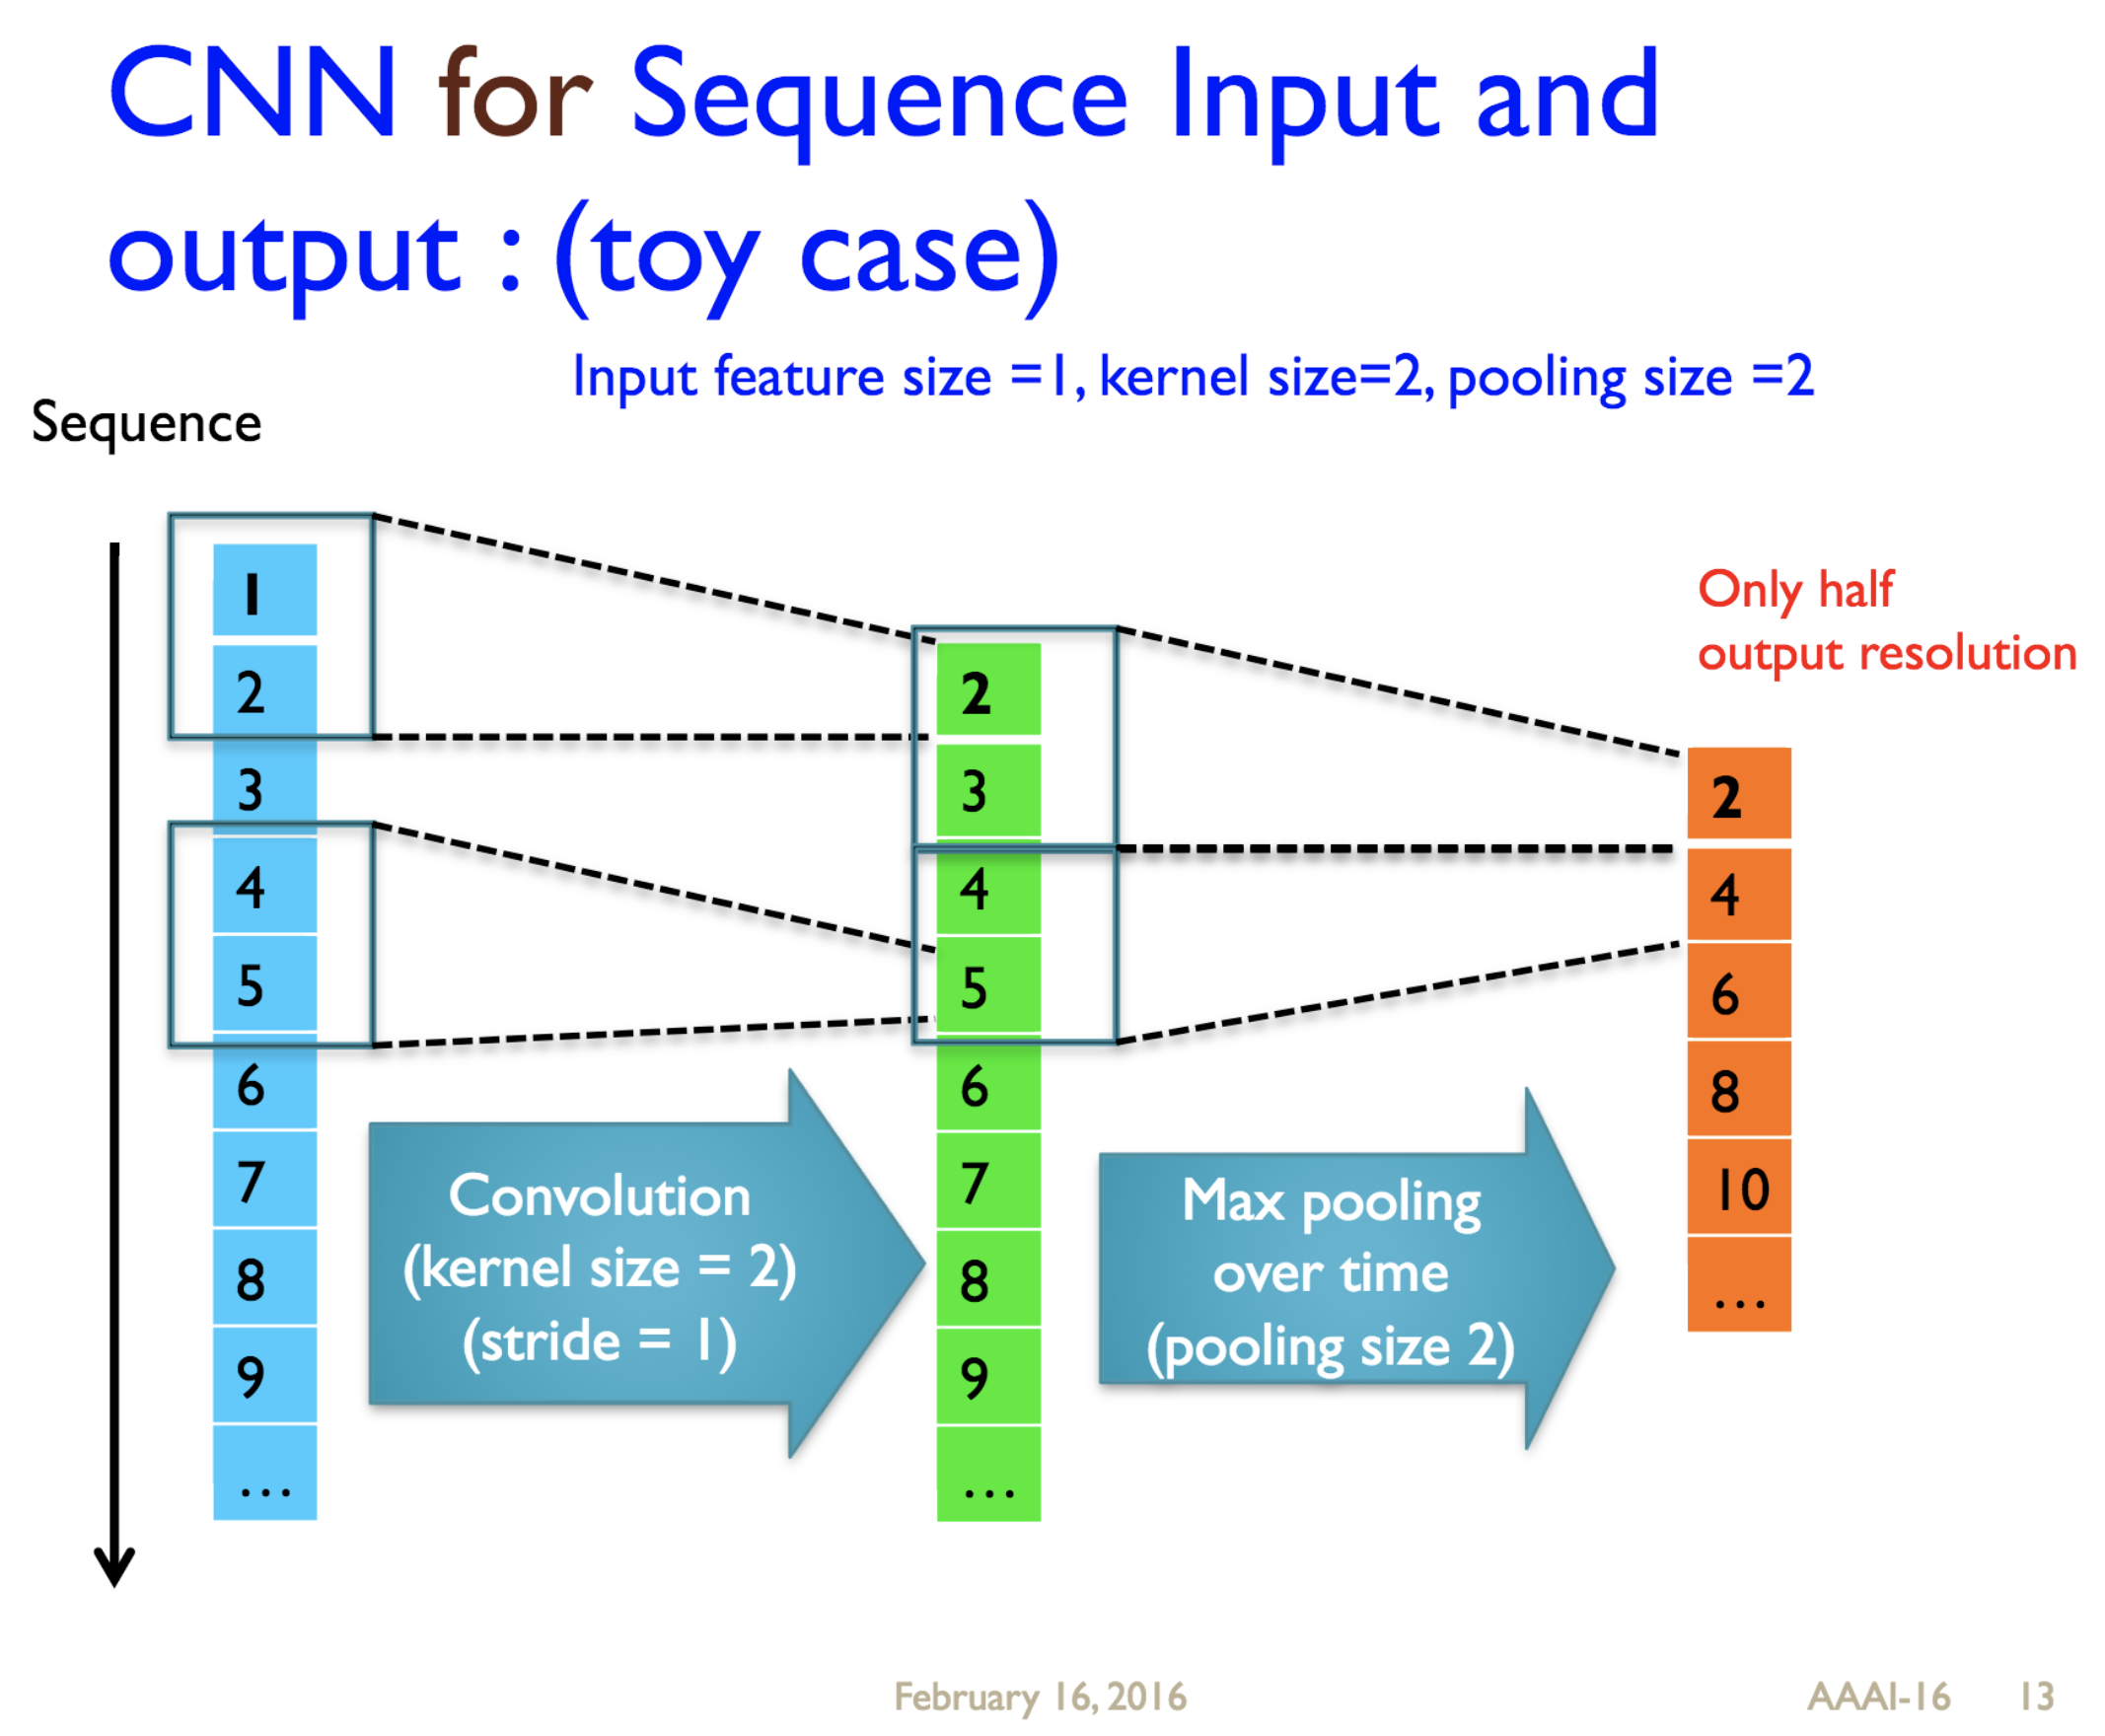 CNN for Sequence Input and
output : (toy case)
Input feature size =1, kernel size=2, pooling size =2
Sequence
1
2
3
4
5
6
7
8
9
...
Convolution
(kernel size = 2)
(stride = 1)
2
3
4
5
6
7
8
9
...
Max pooling
over time
(pooling size 2)
Only half
output resolution
2
4
6
8
10
...
February 16, 2016
AAAI-16 13